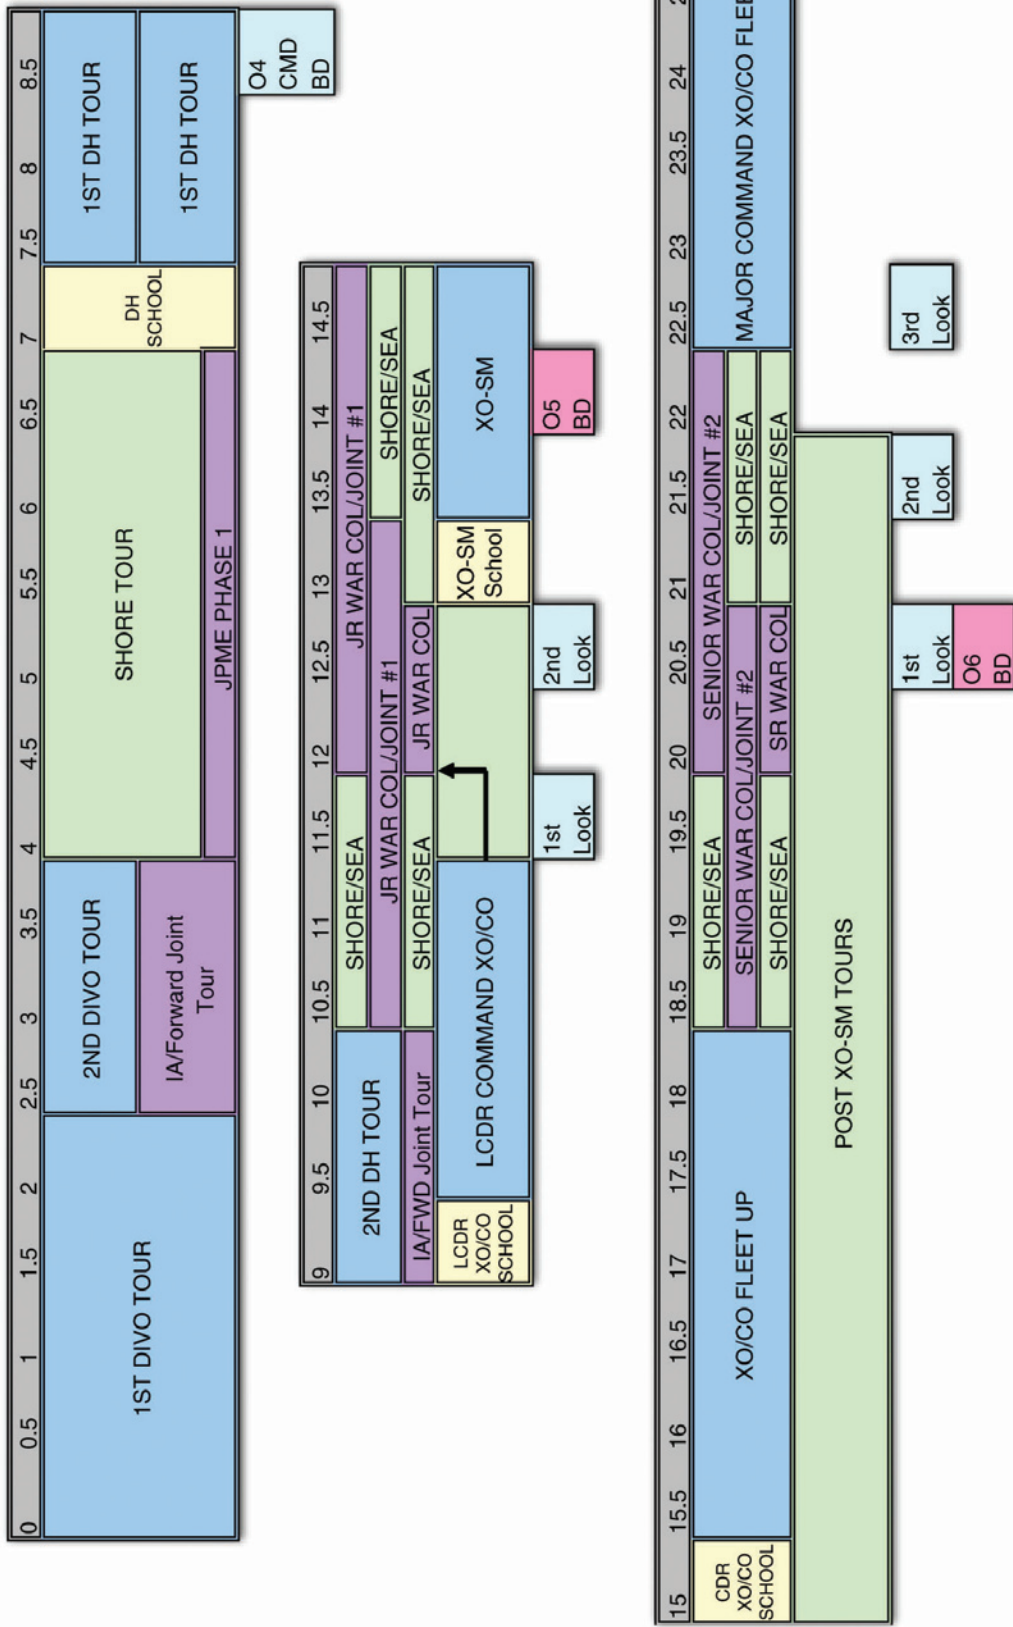 0 0.5 1 1.5 2 2.5 3 3.5 4 4.5 5 5.5 6 6.5 7 7.5 8 8.5
1ST DIVO TOUR
2ND DIVO TOUR
IA/Forward Joint
Tour
SHORE TOUR
JPME PHASE 1
DH
SCHOOL
1ST DH TOUR
1ST DH TOUR
O4
CMD
BD
9 9.5 10 10.5 11 11.5 12 12.5 13 13.5 14 14.5
2ND DH TOUR
IA/FWD Joint Tour
LCDR
XO/CO
SCHOOL
LCDR COMMAND XO/CO
SHORE/SEA
JR WAR COL/JOINT #1
JR WAR COL/JOINT #1
SHORE/SEA
SHORE/SEA
JR WAR COL
SHORE/SEA
XO-SM
School
XO-SM
1st
Look
2nd
Look
O5
BD
15 15.5 16 16.5 17 17.5 18 18.5 19 19.5 20 20.5 21 21.5 22 22.5 23 23.5 24
CDR
XO/CO
SCHOOL
XO/CO FLEET UP
SHORE/SEA
SENIOR WAR COL/JOINT #2
SENIOR WAR COL/JOINT #2
SHORE/SEA
SHORE/SEA
SR WAR COL
SHORE/SEA
MAJOR COMMAND XO/CO FLEE
POST XO-SM TOURS
1st
Look
O6
BD
2nd
Look
3rd
Look